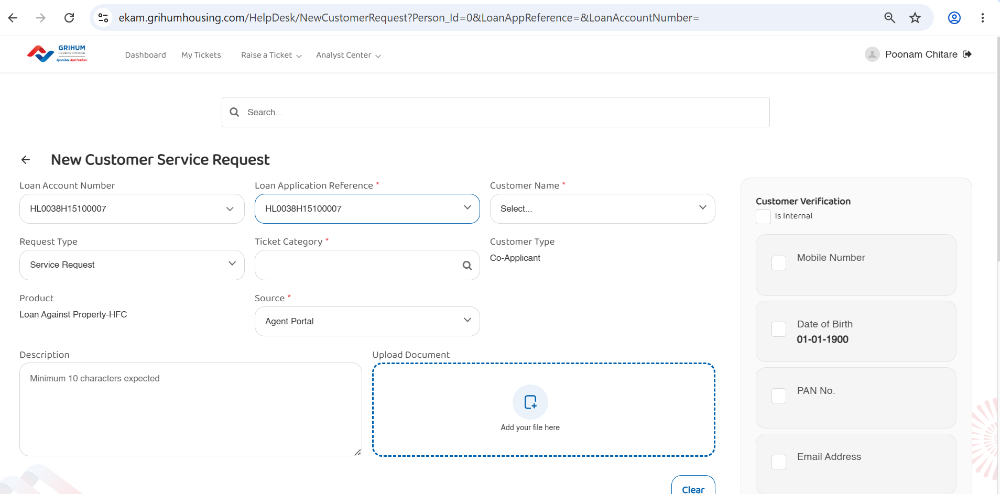 ekam.grihumhousing.com/HelpDesk/NewCustomerRequest?Person_Id=0&LoanAppReference=&LoanAccountNumber=
GRIHUM
HOUSING FINANCE
Apna Ghar. Apni Pehchan.
Dashboard
My Tickets
Raise a Ticket
Analyst Center
Poonam Chitare
Search...
New Customer Service Request
Loan Account Number
HL0038H15100007
Loan Application Reference *
HL0038H15100007
Customer Name *
Select...
Request Type
Service Request
Ticket Category *
Customer Type
Co-Applicant
Product
Loan Against Property-HFC
Source *
Agent Portal
Description
Minimum 10 characters expected
Upload Document
Add your file here
Clear
Customer Verification
Is Internal
Mobile Number
Date of Birth
01-01-1900
PAN No.
Email Address